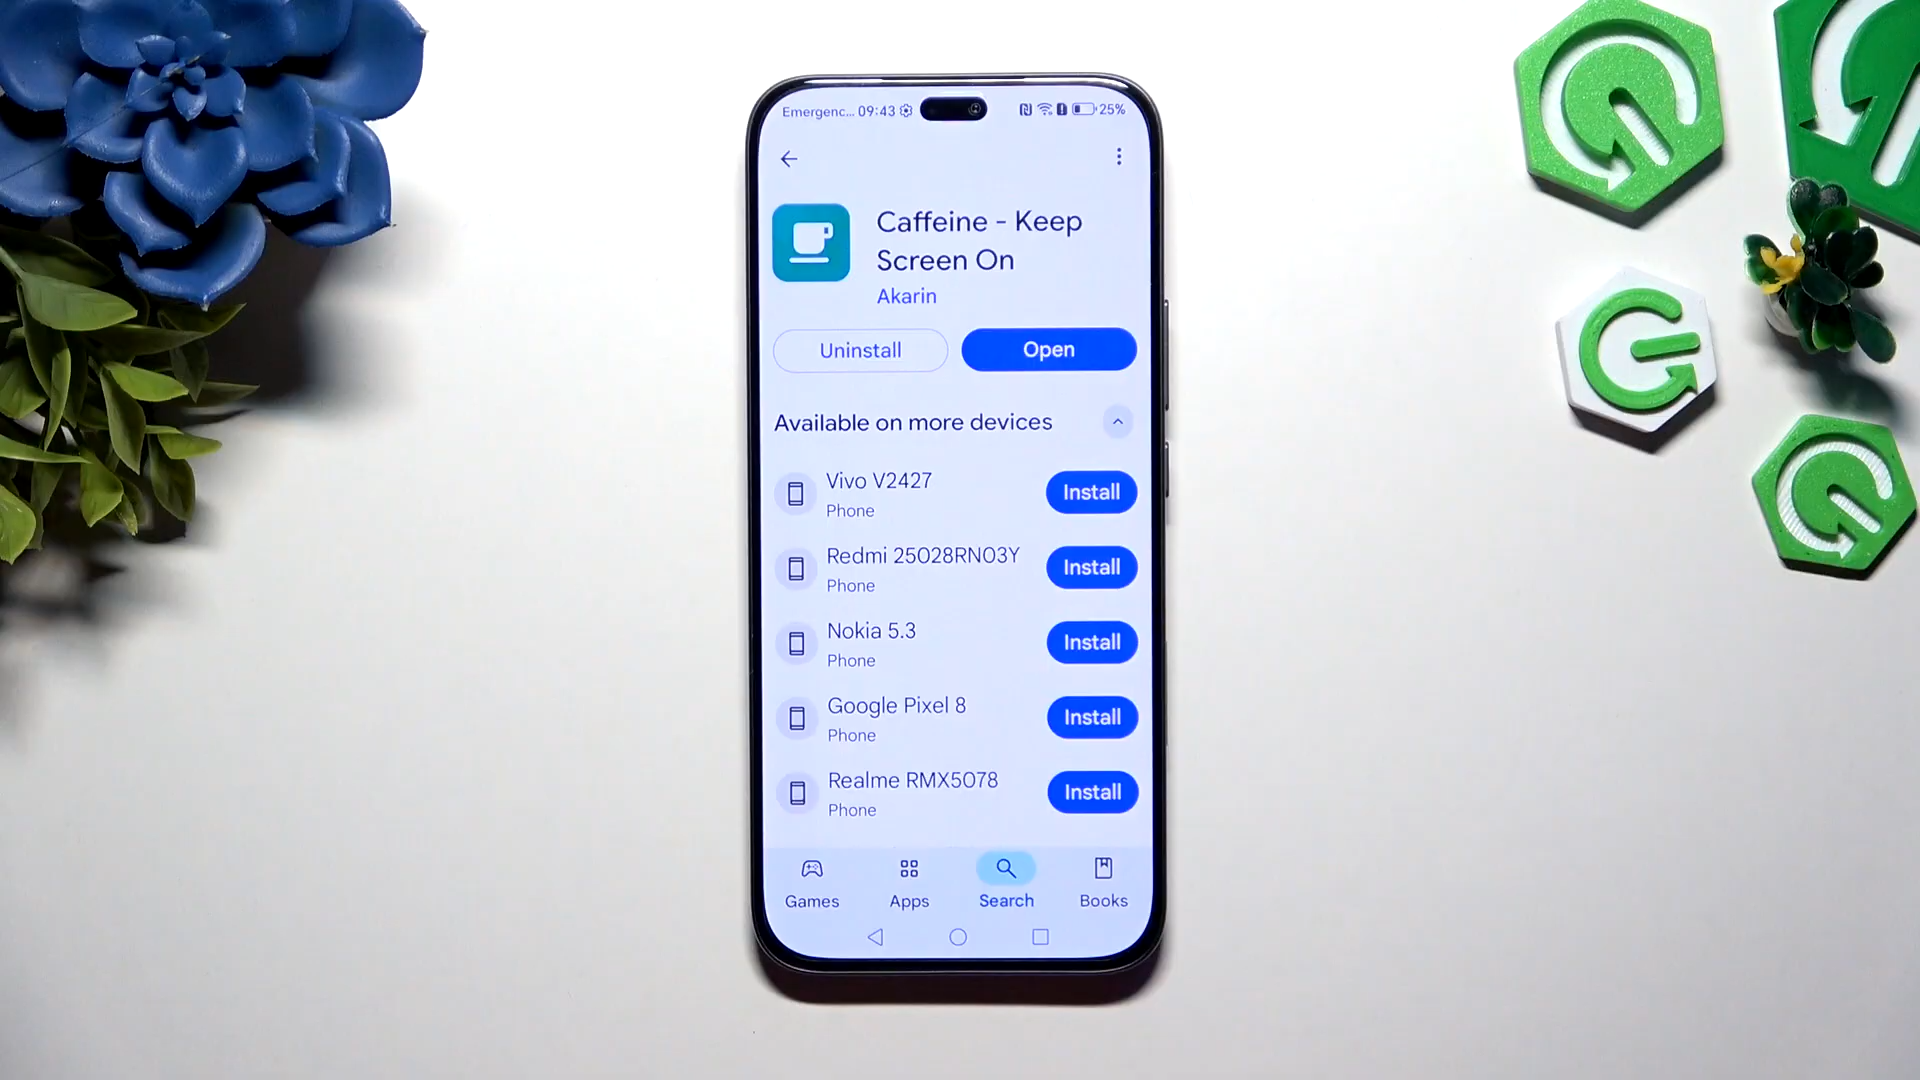 Emergenc... 09:43 25%
Caffeine - Keep
Screen On
Akarin
Uninstall Open
Available on more devices
Vivo V2427
Phone
Install
Redmi 25028RN03Y
Phone
Install
Nokia 5.3
Phone
Install
Google Pixel 8
Phone
Install
Realme RMX5078
Phone
Install
Games Apps Search Books